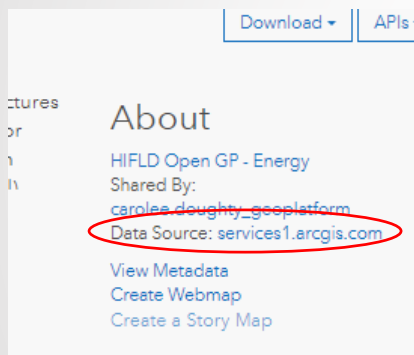 Download
APIs
ctures
or
About
HIFLD Open GP - Energy
Shared By:
carolee.doughty_geoplatform
Data Source: services1.arcgis.com
View Metadata
Create Webmap
Create a Story Map